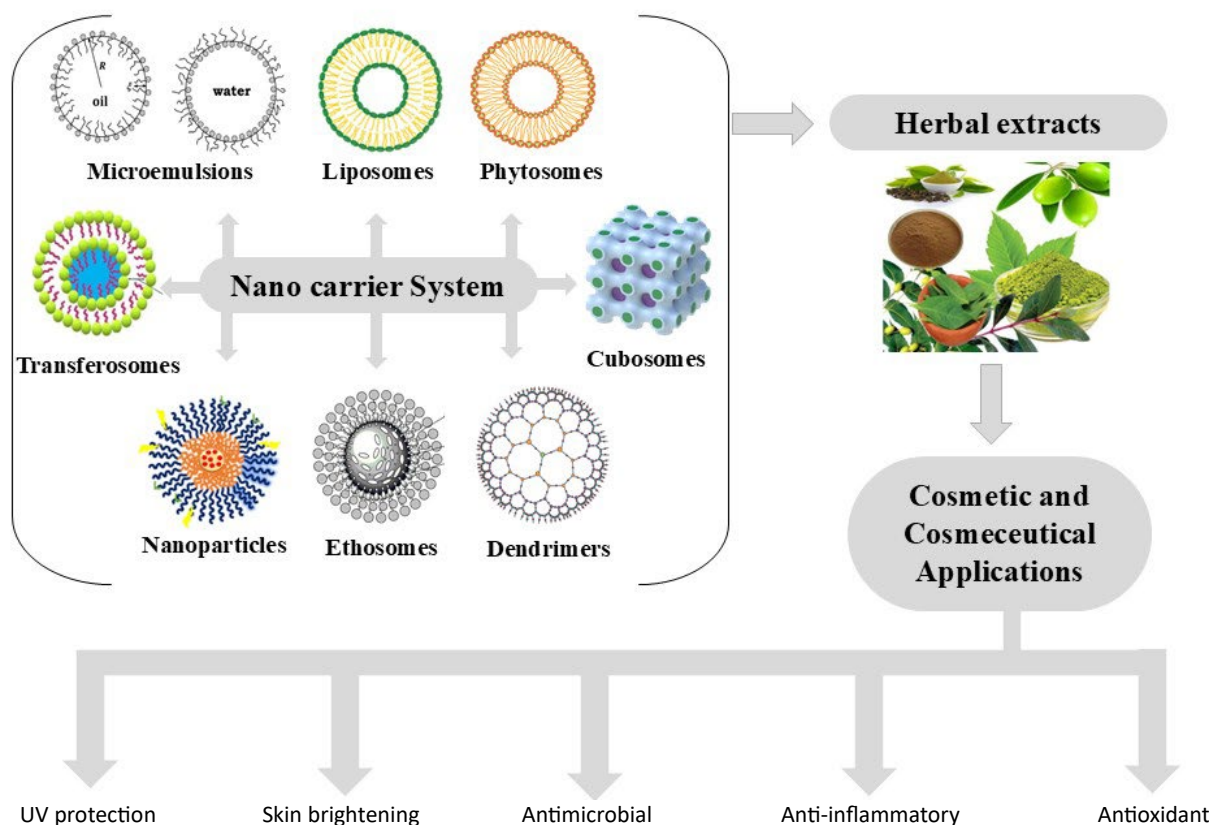 R
oil
water
Microemulsions
Liposomes
Phytosomes
Herbal extracts
Nano carrier System
Transferosomes
Cubosomes
Nanoparticles
Ethosomes
Dendrimers
Cosmetic and
Cosmeceutical
Applications
UV protection
Skin brightening
Antimicrobial
Anti-inflammatory
Antioxidant